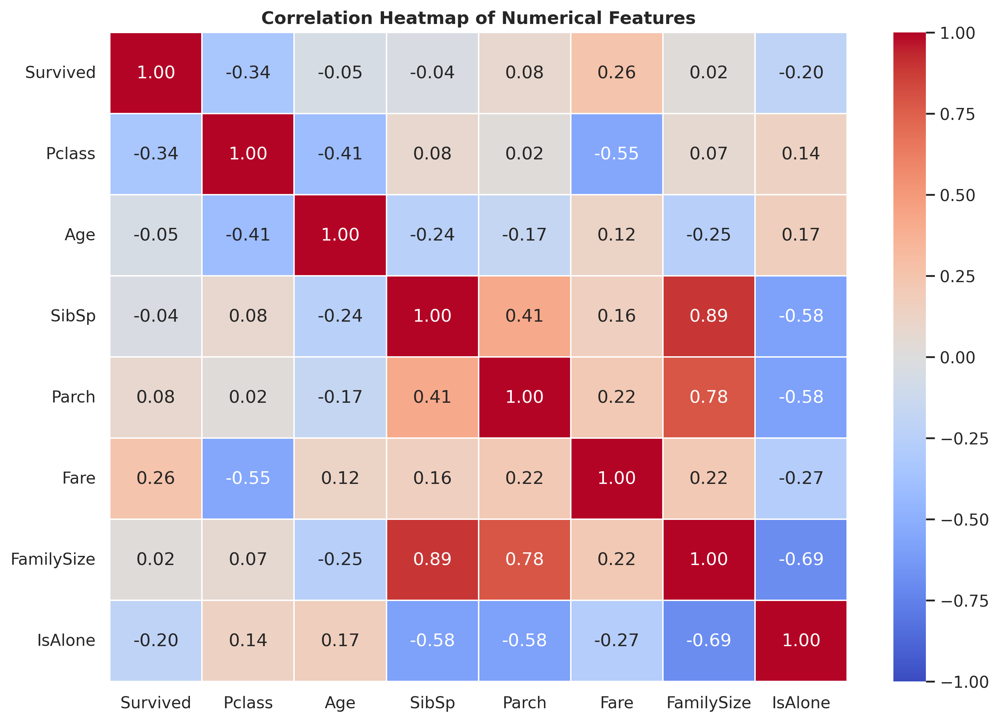 Correlation Heatmap of Numerical Features
Survived 1.00 -0.34 -0.05 -0.04 0.08 0.26 0.02 -0.20
Pclass -0.34 1.00 -0.41 0.08 0.02 -0.55 0.07 0.14
Age -0.05 -0.41 1.00 -0.24 -0.17 0.12 -0.25 0.17
SibSp -0.04 0.08 -0.24 1.00 0.41 0.16 0.89 -0.58
Parch 0.08 0.02 -0.17 0.41 1.00 0.22 0.78 -0.58
Fare 0.26 -0.55 0.12 0.16 0.22 1.00 0.22 -0.27
FamilySize 0.02 0.07 -0.25 0.89 0.78 0.22 1.00 -0.69
IsAlone -0.20 0.14 0.17 -0.58 -0.58 -0.27 -0.69 1.00
Survived Pclass Age SibSp Parch Fare FamilySize IsAlone
1.00
0.75
0.50
0.25
0.00
−0.25
−0.50
−0.75
−1.00